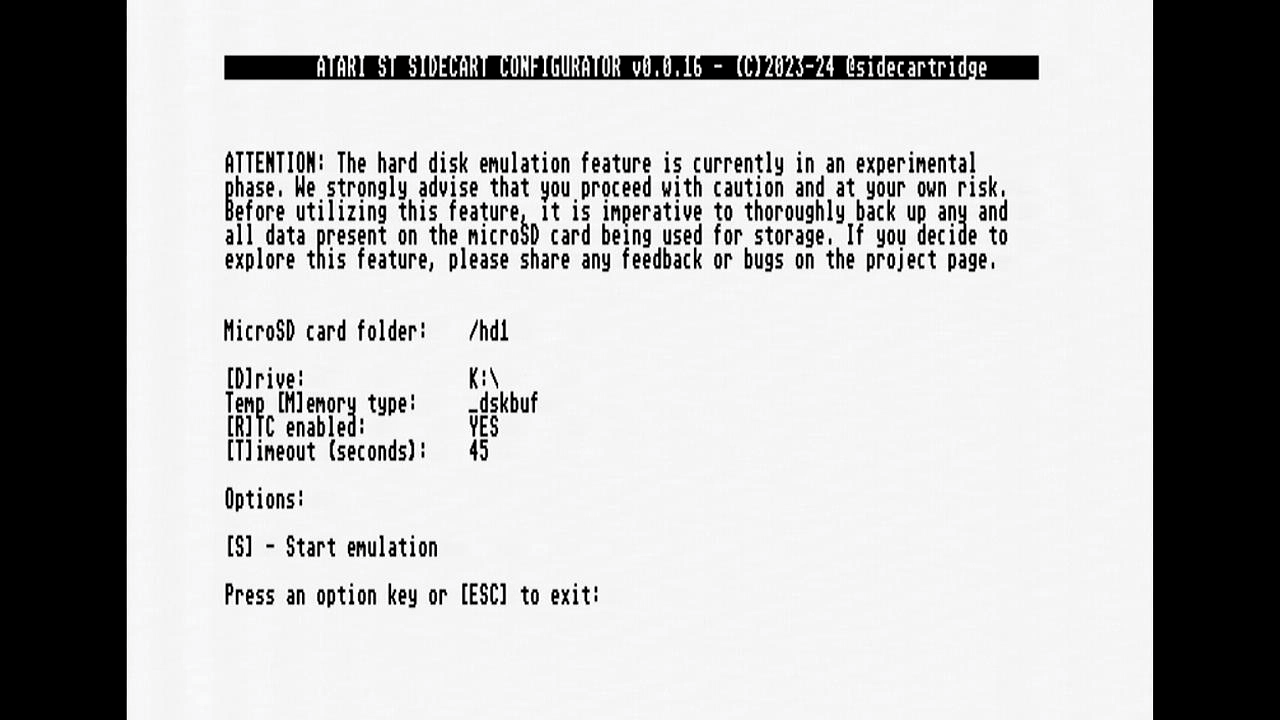 ATARI ST SIDECART CONFIGURATOR v0.0.16 - (C)2023-24 @sidecartridge
ATTENTION: The hard disk emulation feature is currently in an experimental
phase. We strongly advise that you proceed with caution and at your own risk.
Before utilizing this feature, it is imperative to thoroughly back up any and
all data present on the microSD card being used for storage. If you decide to
explore this feature, please share any feedback or bugs on the project page.
MicroSD card folder: /hd1
[D]rive: K:\
Temp [M]emory type: _dskbuf
[R]TC enabled: YES
[T]imeout (seconds): 45
Options:
[S] - Start emulation
Press an option key or [ESC] to exit: